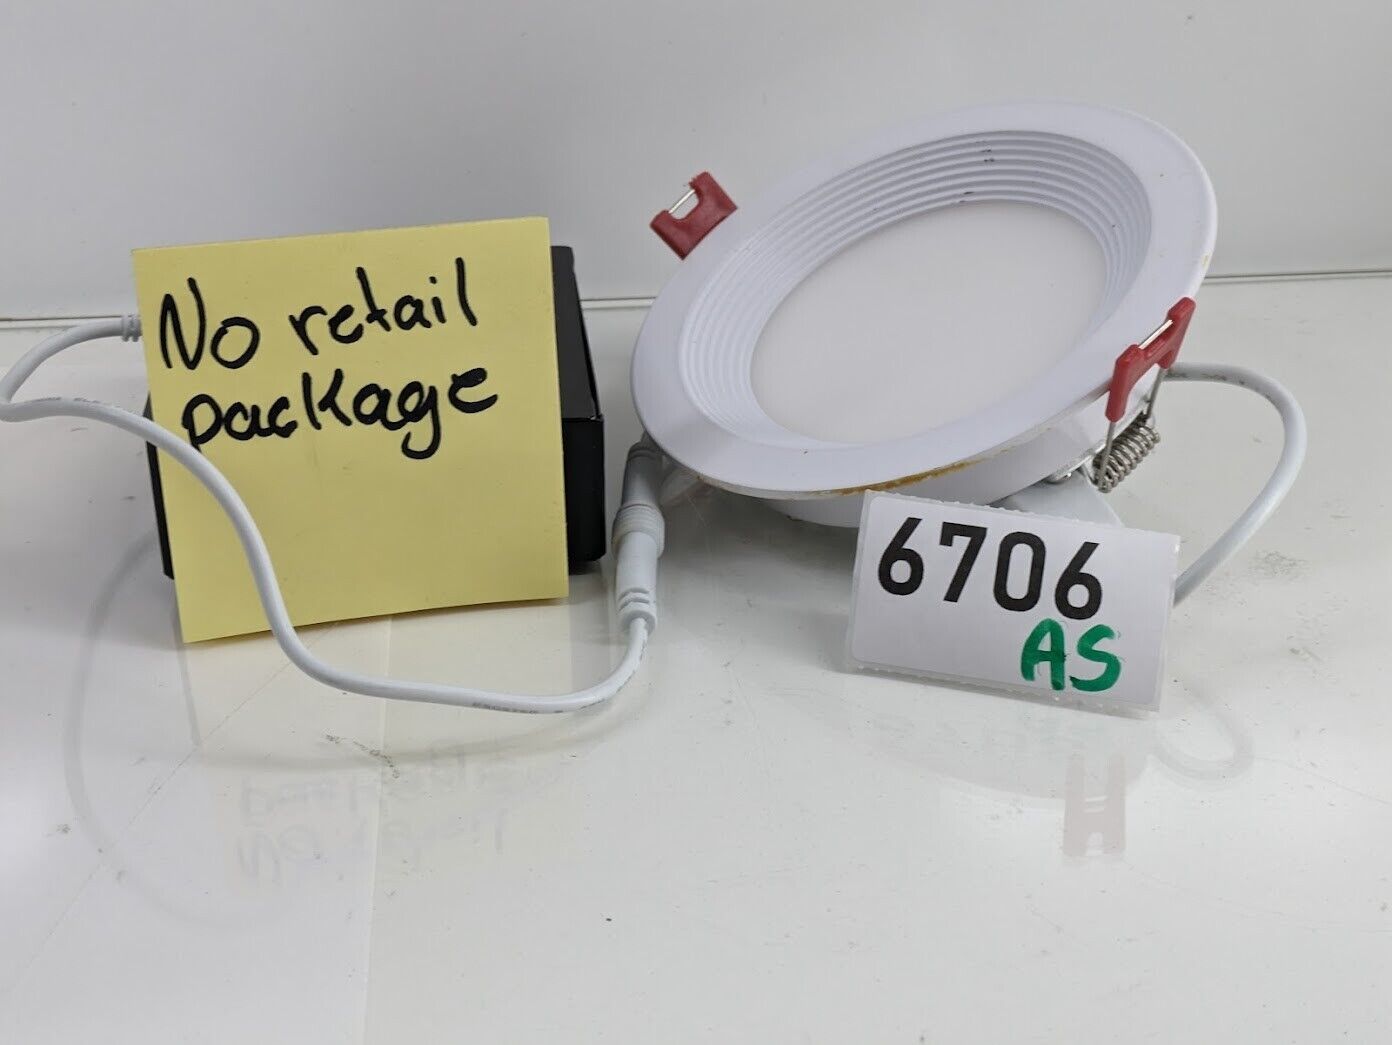 No retail
package
6706
AS